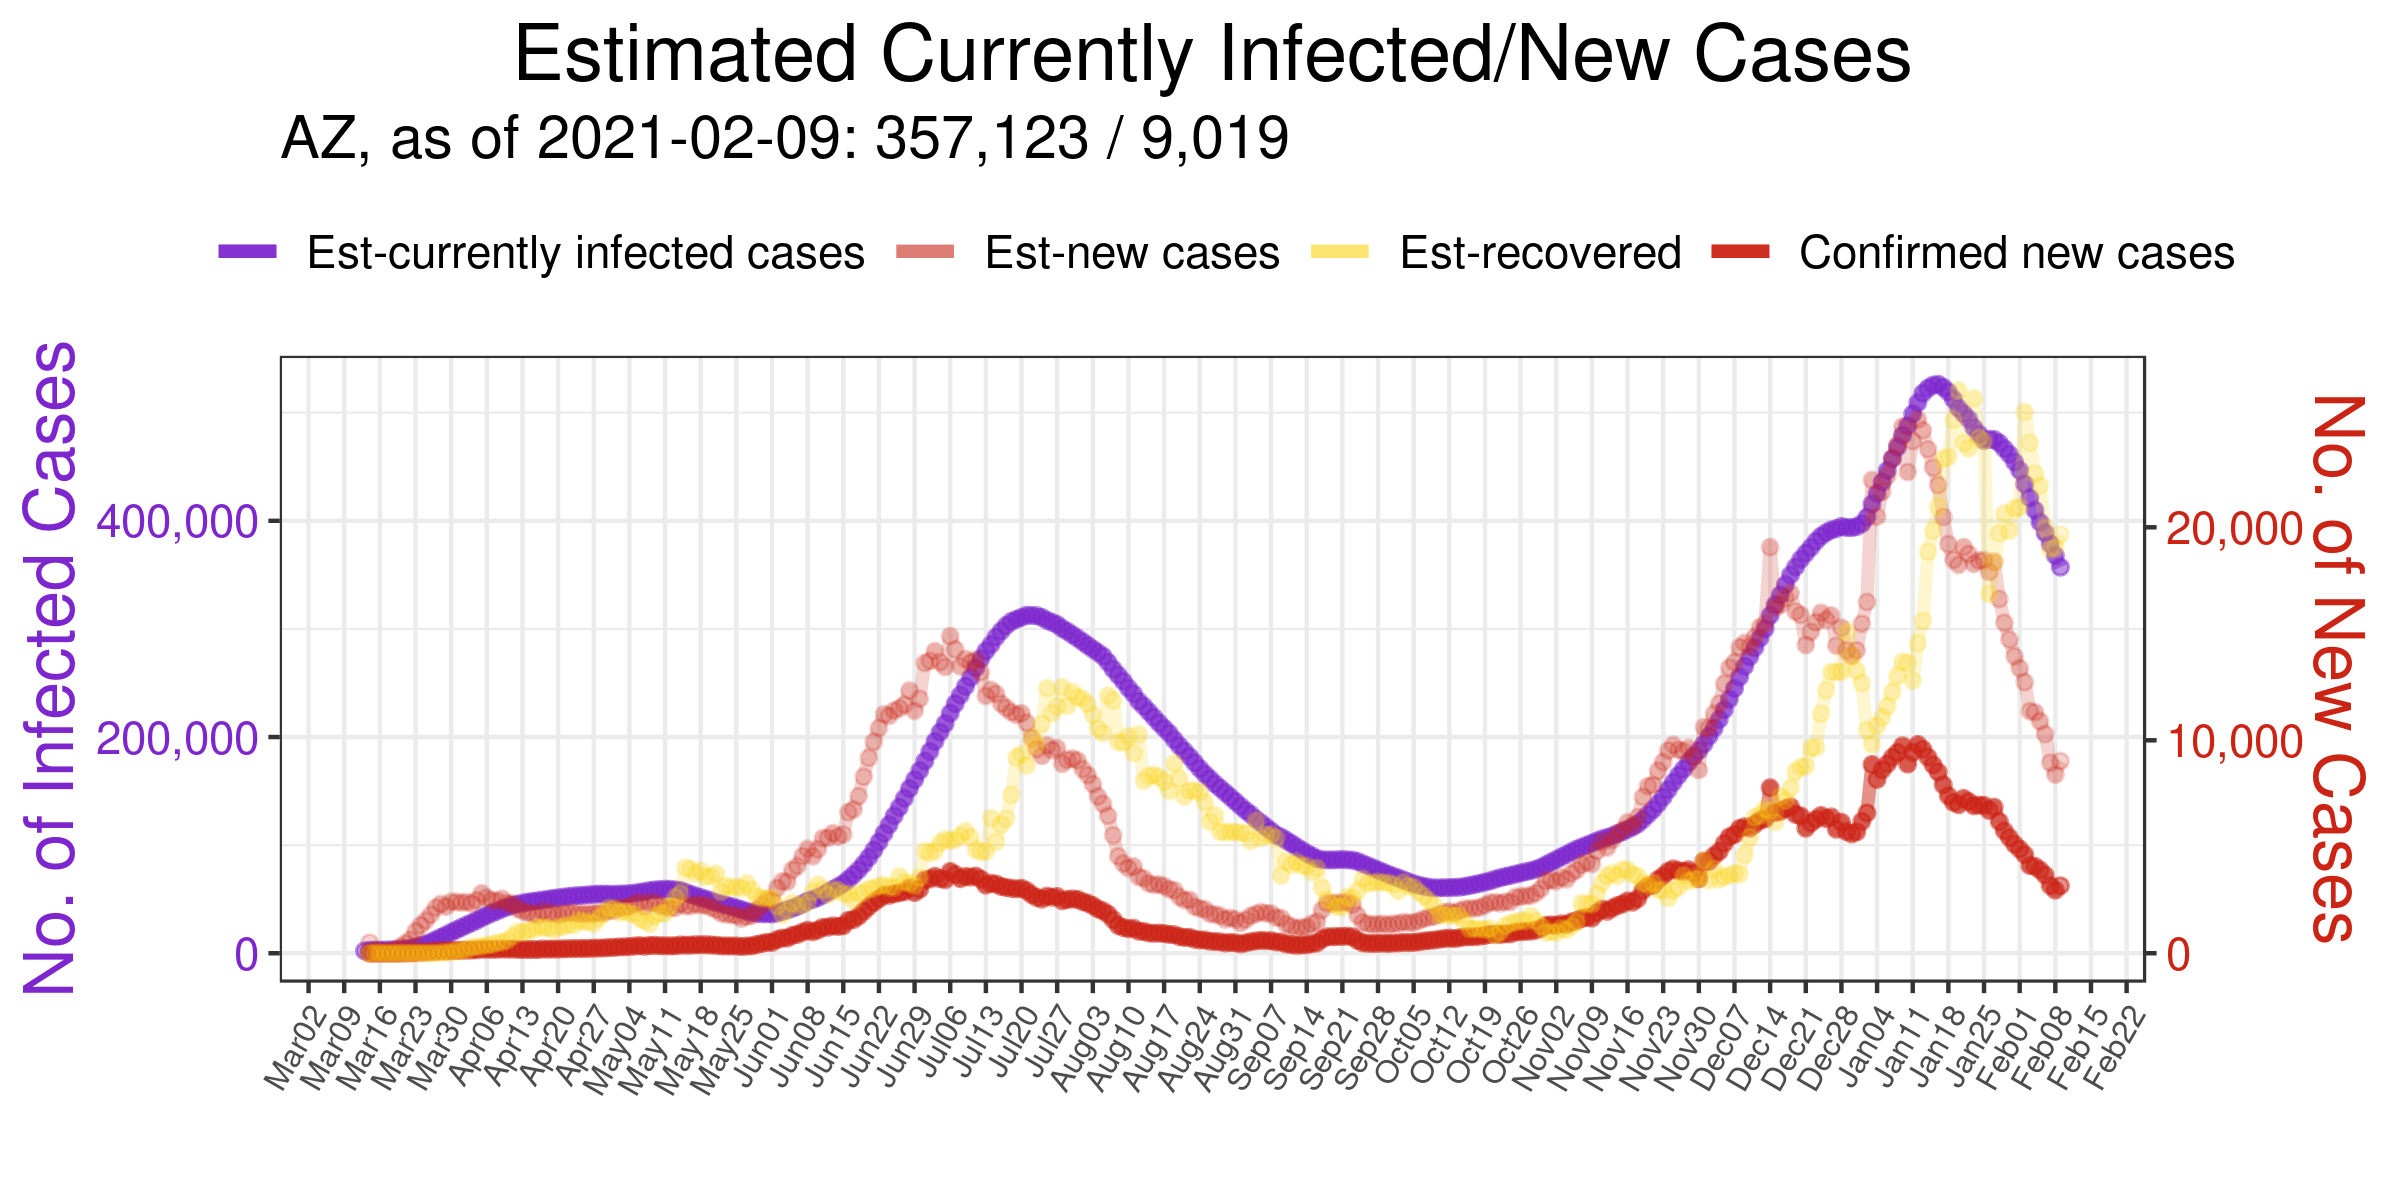 Estimated Currently Infected/New Cases
AZ, as of 2021-02-09: 357,123 / 9,019
Est-currently infected cases Est-new cases Est-recovered Confirmed new cases
No. of Infected Cases
400,000
200,000
0
20,000
10,000
0
No. of New Cases
Mar02 Mar09 Mar16 Mar23 Mar30 Apr06 Apr13 Apr20 Apr27 May04 May11 May18 May25 Jun01 Jun08 Jun15 Jun22 Jun29 Jul06 Jul13 Jul20 Jul27 Aug03 Aug10 Aug17 Aug24 Aug31 Sep07 Sep14 Sep21 Sep28 Oct05 Oct12 Oct19 Oct26 Nov02 Nov09 Nov16 Nov23 Nov30 Dec07 Dec14 Dec21 Dec28 Jan04 Jan11 Jan18 Jan25 Feb01 Feb08 Feb15 Feb22